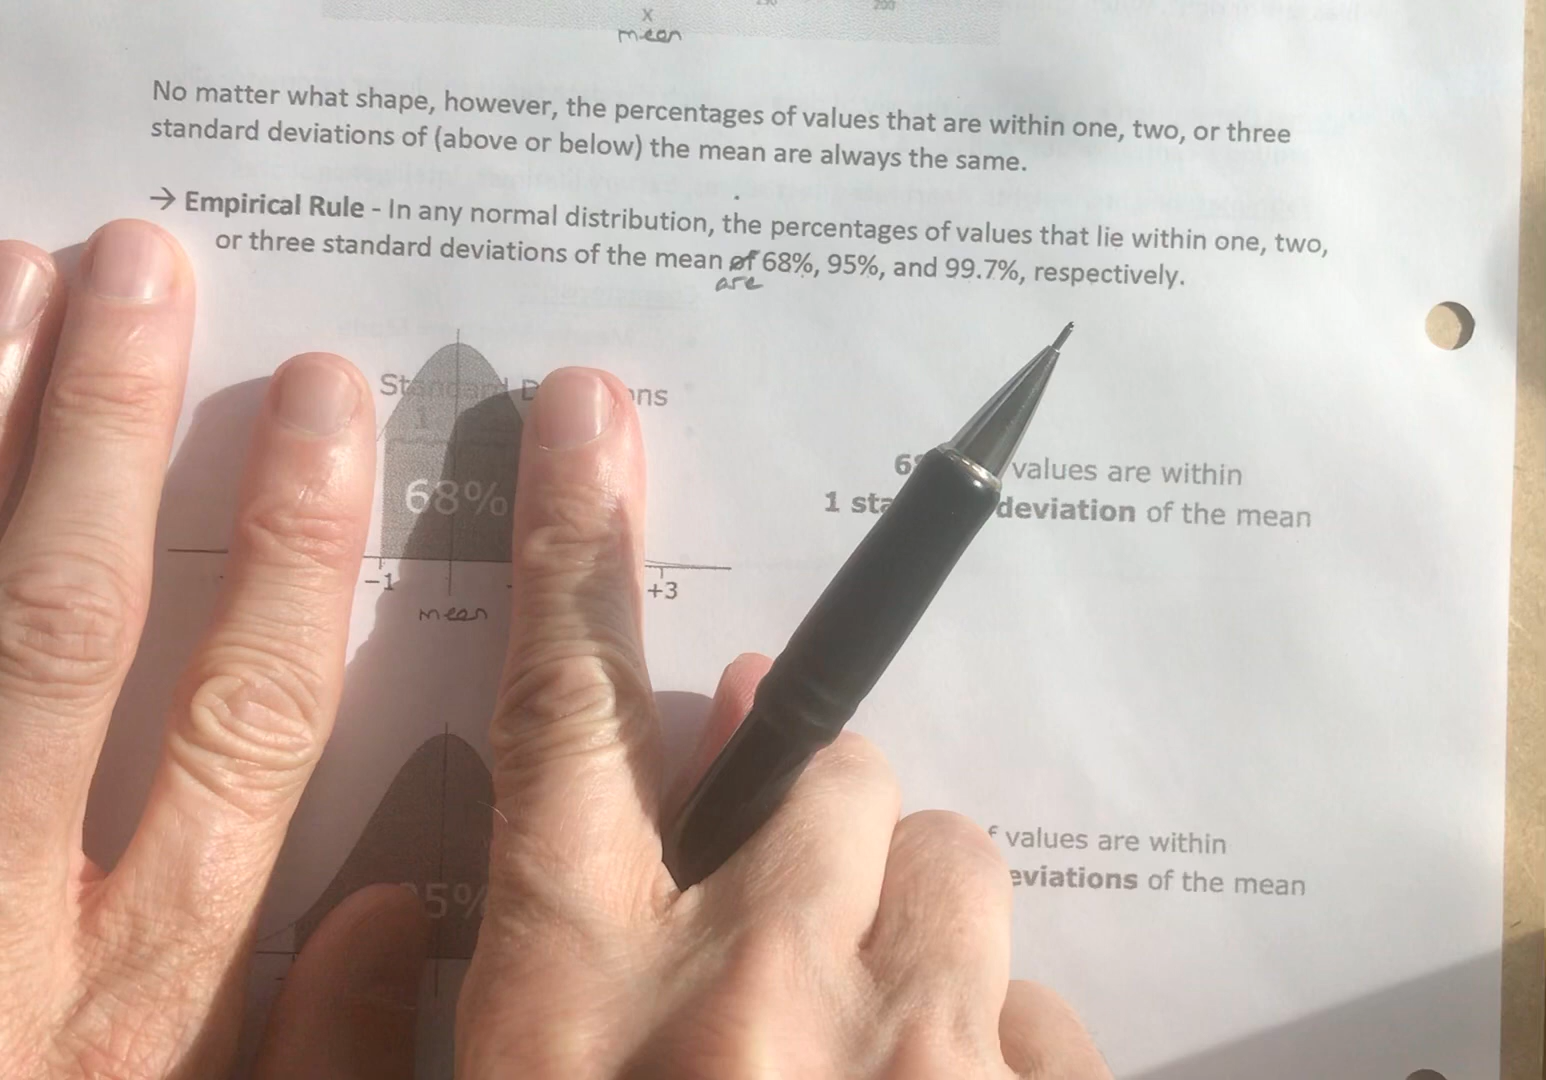 200
x
mean
No matter what shape, however, the percentages of values that are within one, two, or three
standard deviations of (above or below) the mean are always the same.
→ Empirical Rule - In any normal distribution, the percentages of values that lie within one, two,
or three standard deviations of the mean of 68%, 95%, and 99.7%, respectively.
are
Standard
1
68%
values are within
1 deviation of the mean
-1
+3
mean
values are within
of the mean